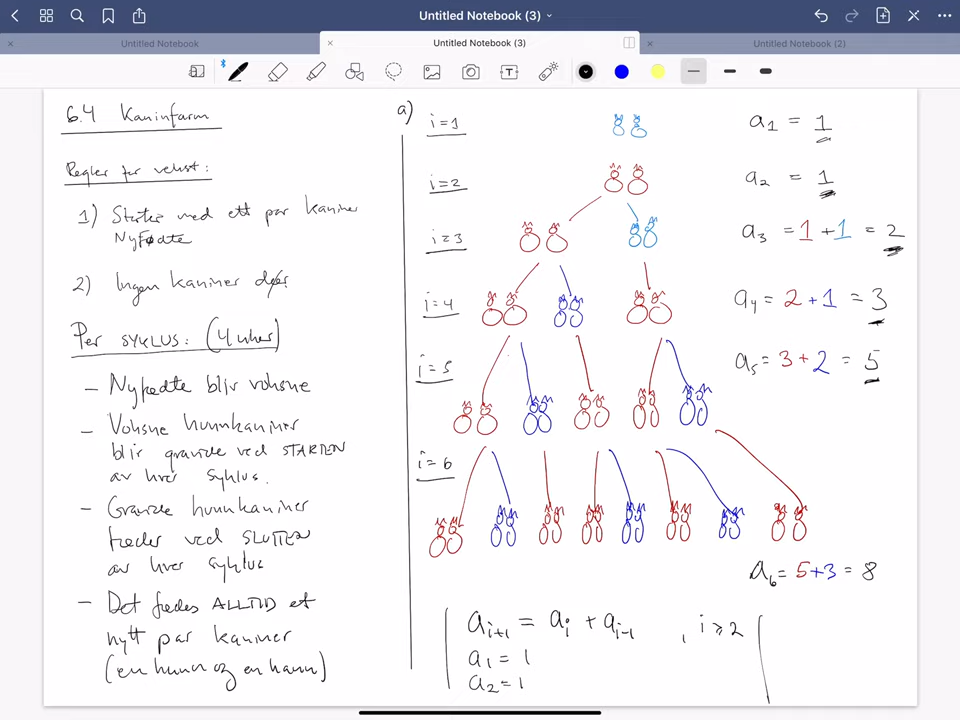 Untitled Notebook (3)
Untitled Notebook
Untitled Notebook (3)
Untitled Notebook (2)
6.4 Kaninfarm
Regler for vekst:
1) Starter med ett par kaniner
Nyfødte
2) Ingen kaniner dør
Per SYKLUS: (4 uker)
- Nyfødte blir voksne
- Voksne hunnkaniner
blir gravide ved STARTEN
av hver syklus.
- Gravide hunnkaniner
føder ved SLUTTEN
av hver syklus
- Det fødes ALLTID et
nytt par kaniner
(en hunn og en hann)
a)
i=1
a1 = 1
i=2
a2 = 1
i=3
a3 = 1 + 1 = 2
i=4
a4 = 2 + 1 = 3
i=5
a5 = 3 + 2 = 5
i=6
a6 = 5+3 = 8
ai+1 = ai + ai-1 , i ≥ 2
a1 = 1
a2 = 1